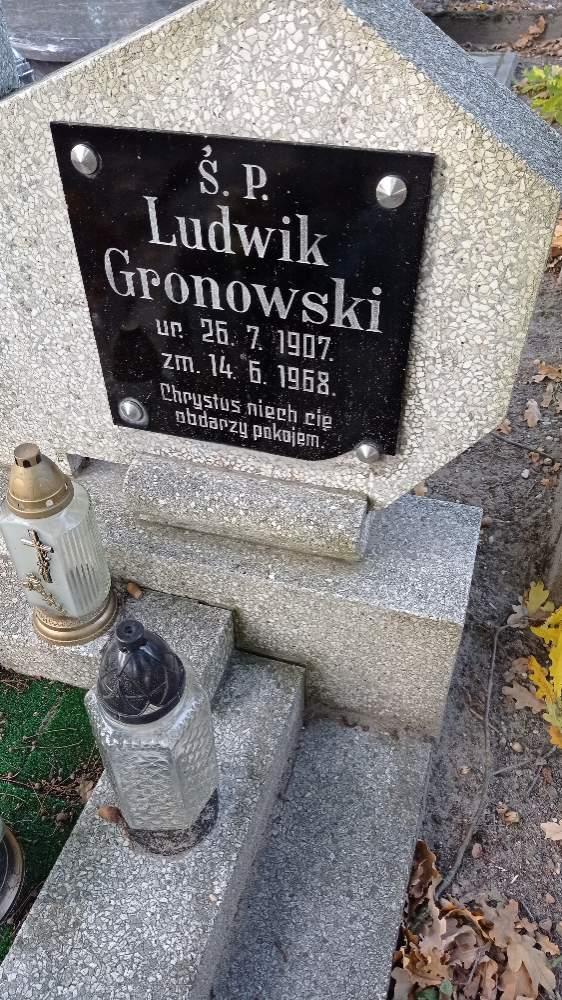 Ś. P.
Ludwik
Gronowski
ur. 26. 7. 1907.
zm. 14. 6. 1968.
Chrystus niech cię
obdarzy pokojem.